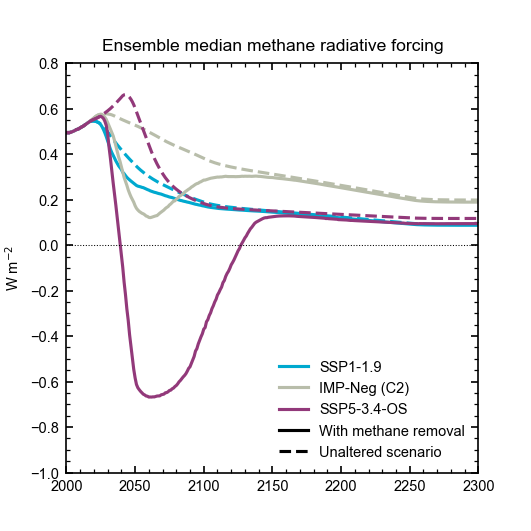 Ensemble median methane radiative forcing
0.8
0.6
0.4
0.2
0.0
−0.2
−0.4
−0.6
−0.8
−1.0
W m⁻²
SSP1-1.9
IMP-Neg (C2)
SSP5-3.4-OS
With methane removal
Unaltered scenario
2000 2050 2100 2150 2200 2250 2300